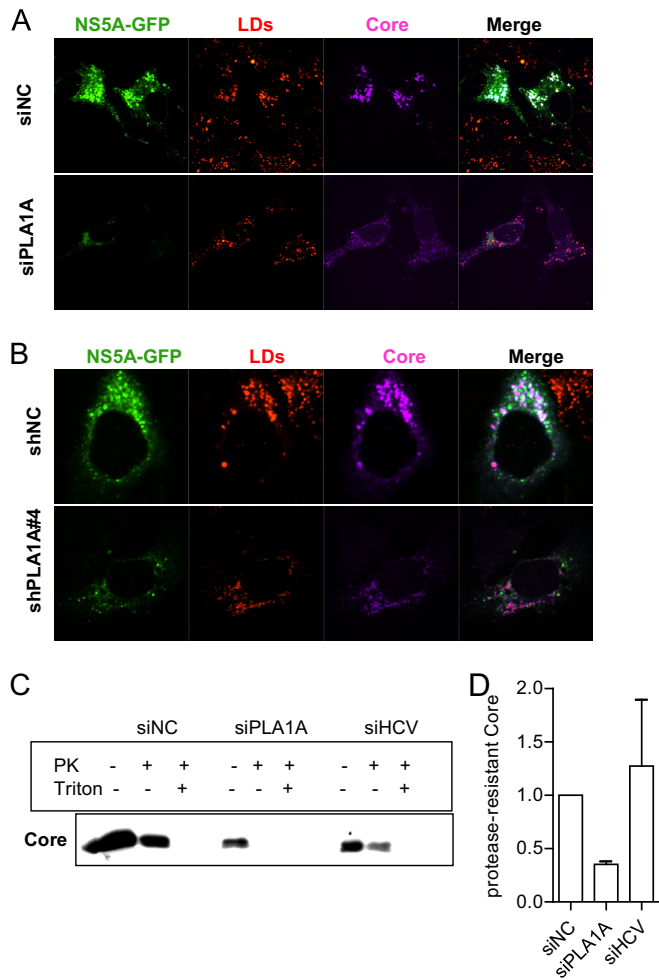 A
NS5A-GFP LDs Core Merge
siNC
siPLA1A
B
NS5A-GFP LDs Core Merge
shNC
shPLA1A#4
C
siNC siPLA1A siHCV
PK - + + - + + - + +
Triton - - + - - + - - +
Core
D
protease-resistant Core
2.0
1.5
1.0
0.5
0.0
siNC
siPLA1A
siHCV